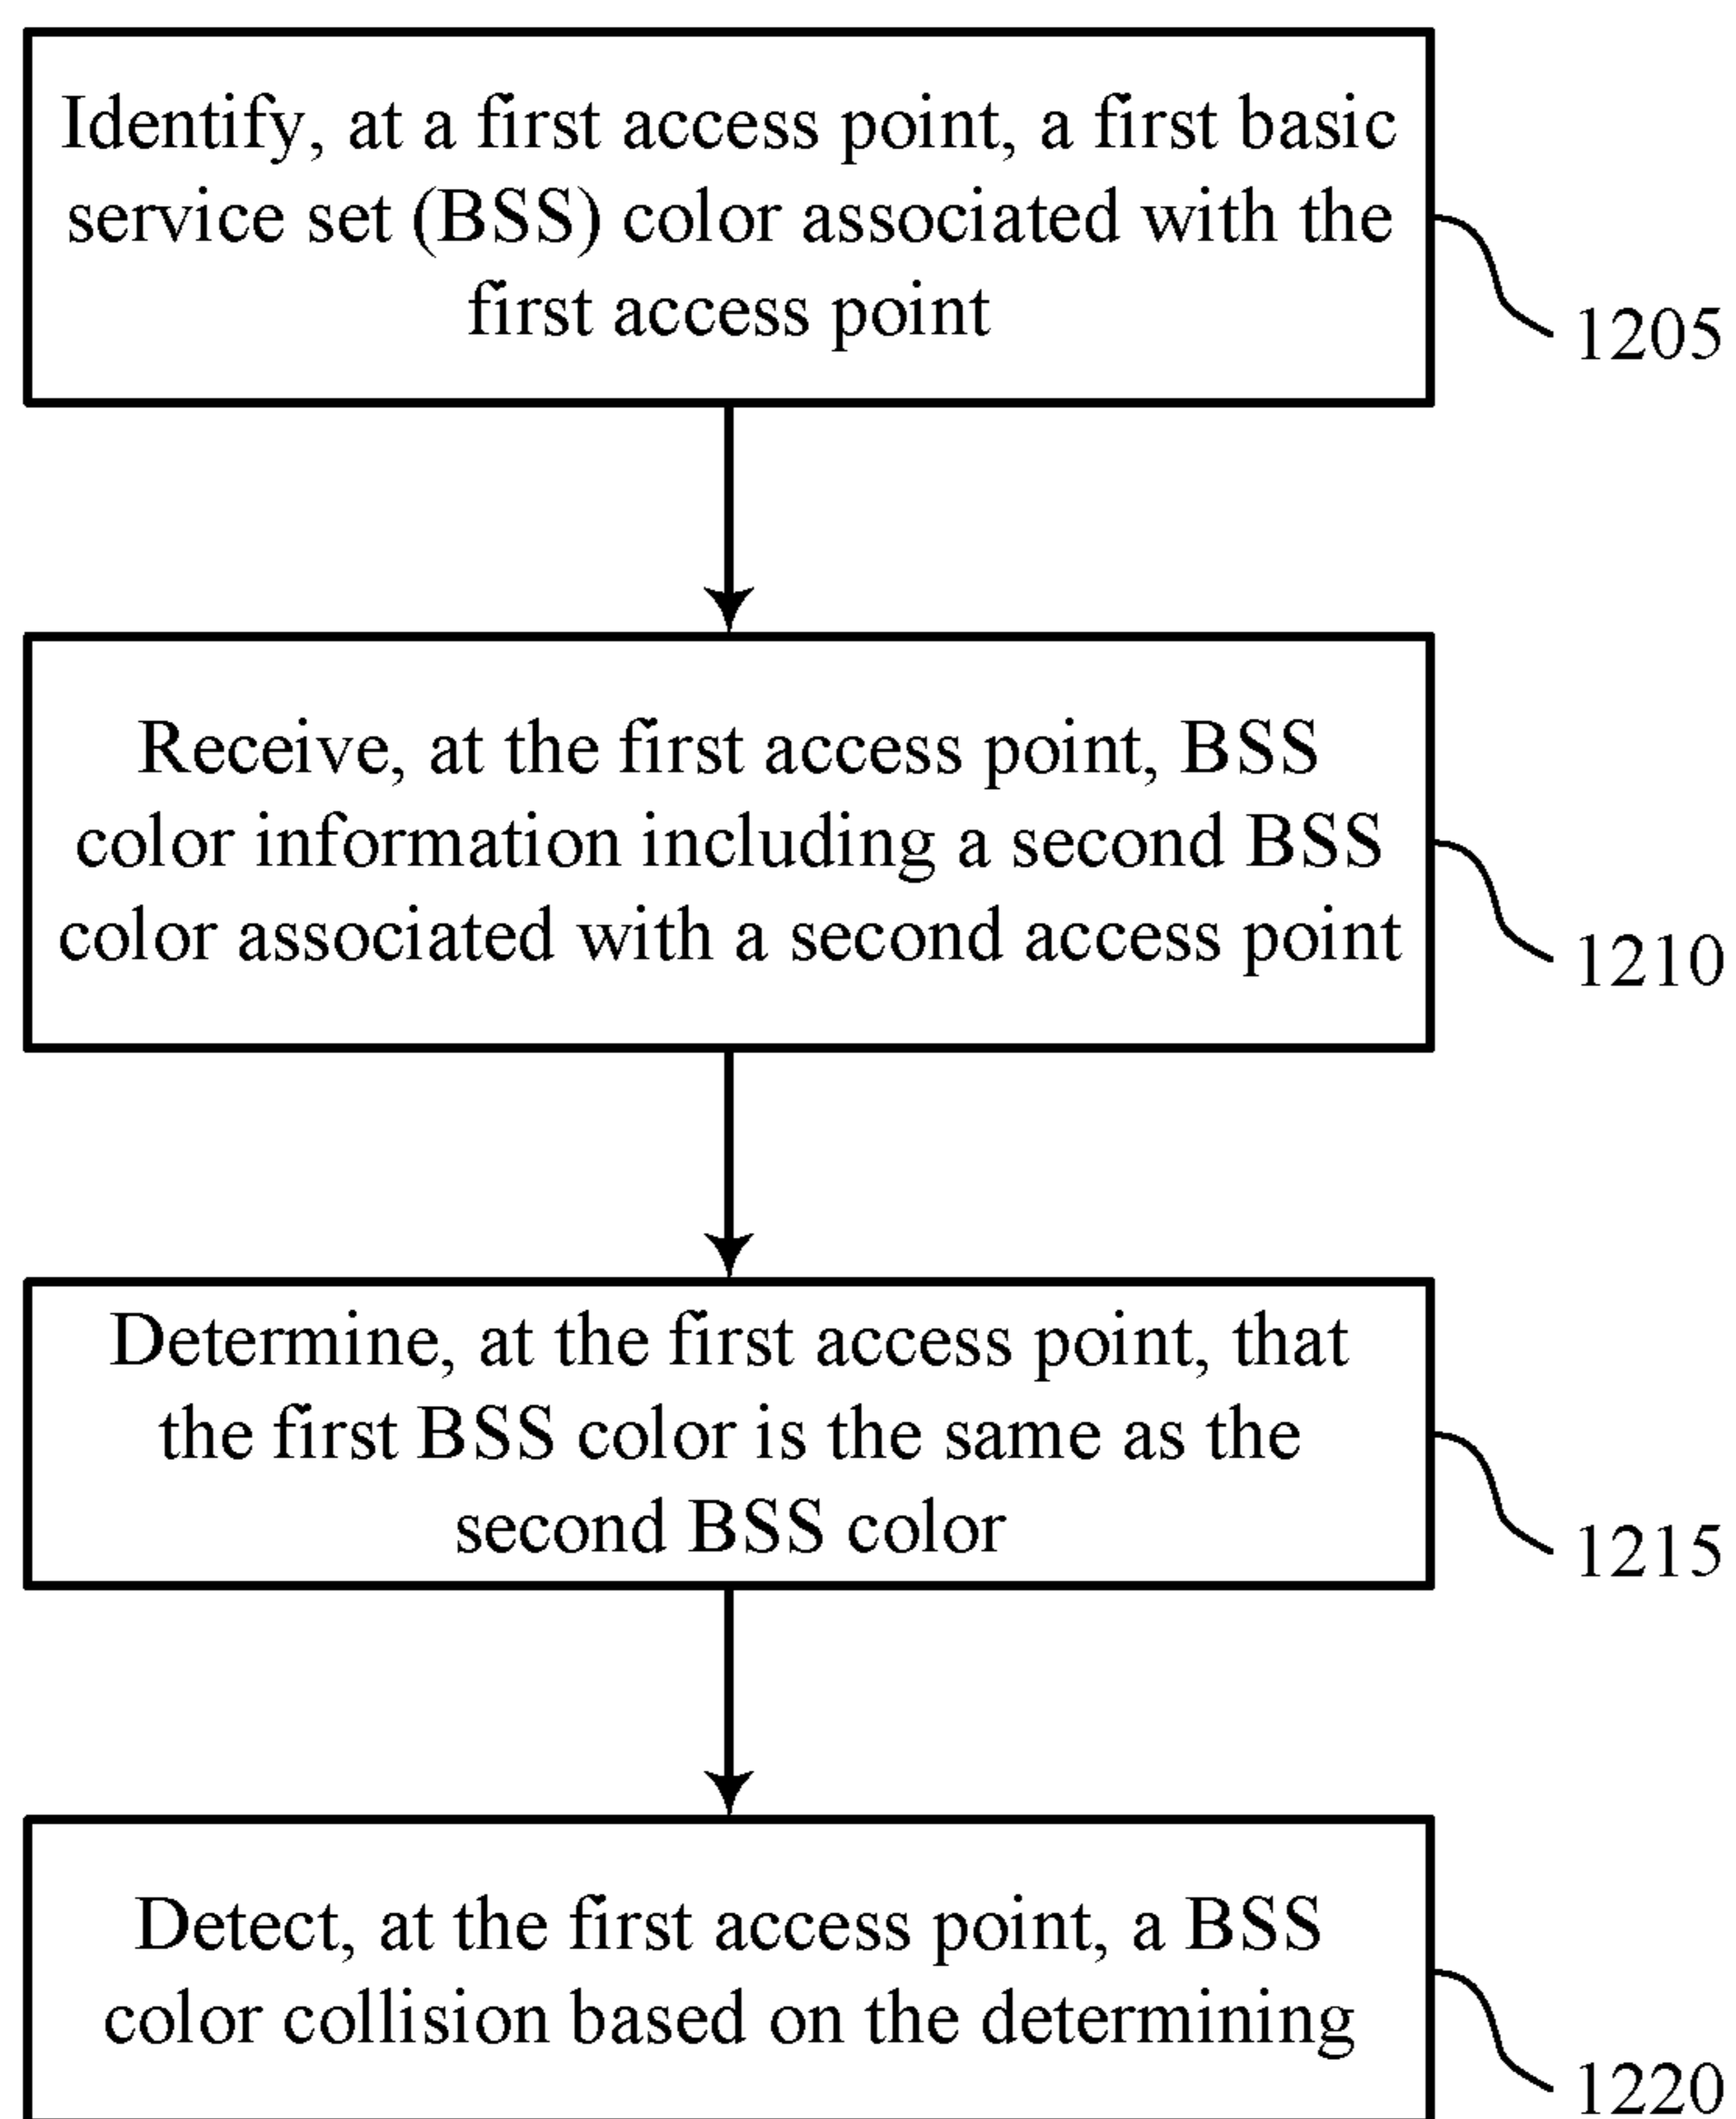 Identify, at a first access point, a first basic
service set (BSS) color associated with the
first access point
1205
Receive, at the first access point, BSS
color information including a second BSS
color associated with a second access point
1210
Determine, at the first access point, that
the first BSS color is the same as the
second BSS color
1215
Detect, at the first access point, a BSS
color collision based on the determining
1220